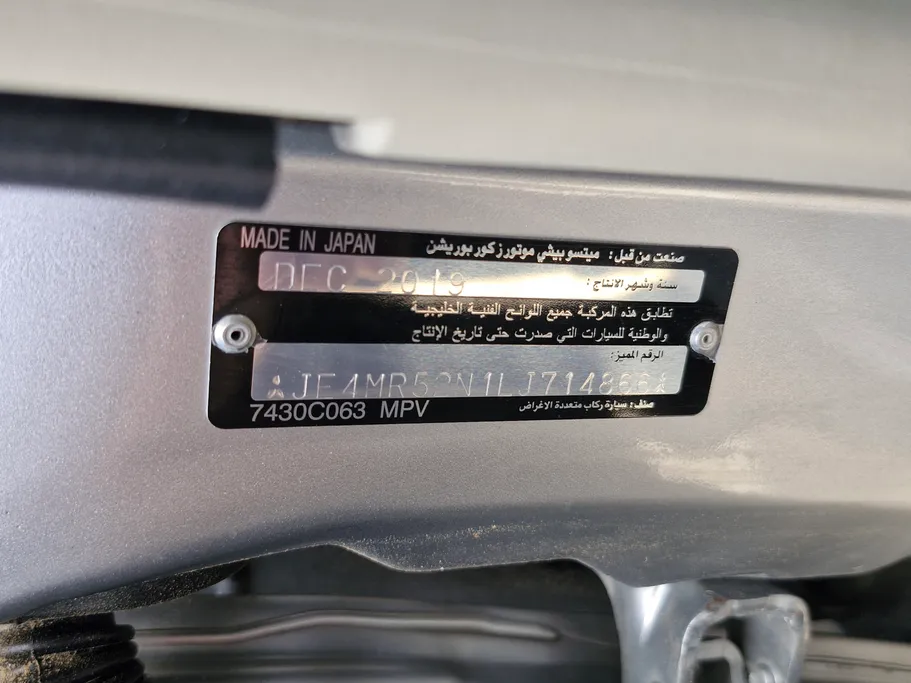 MADE IN JAPAN صنعت من قبل: ميتسوبيشي موتورز كوربوريشن
DEC 2019 سنة وشهر الانتاج:
تطابق هذه المركبة جميع اللوائح الفنية الخليجية
والوطنية للسيارات التي صدرت حتى تاريخ الإنتاج
الرقم المميز:
7430C063 MPV صنف: سيارة ركاب متعددة الاغراض